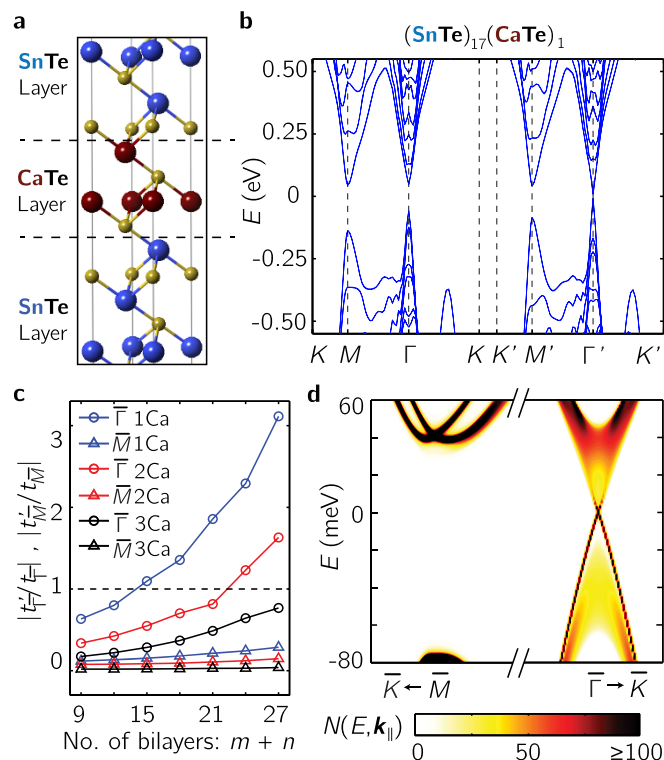 a
SnTe
Layer
CaTe
Layer
SnTe
Layer
b
(SnTe)₁₇(CaTe)₁
E (eV)
0.50
0.25
0
-0.25
-0.50
K M Γ K K' M' Γ' K'
c
|t'Γ̅/tΓ̅| , |t'M̅/tM̅|
3
2
1
0
Γ̅ 1Ca
M̅ 1Ca
Γ̅ 2Ca
M̅ 2Ca
Γ̅ 3Ca
M̅ 3Ca
9 15 21 27
No. of bilayers: m + n
d
E (meV)
60
0
-80
K̅ ← M̅ Γ̅ → K̅
N(E,k∥)
0 50 ≥100